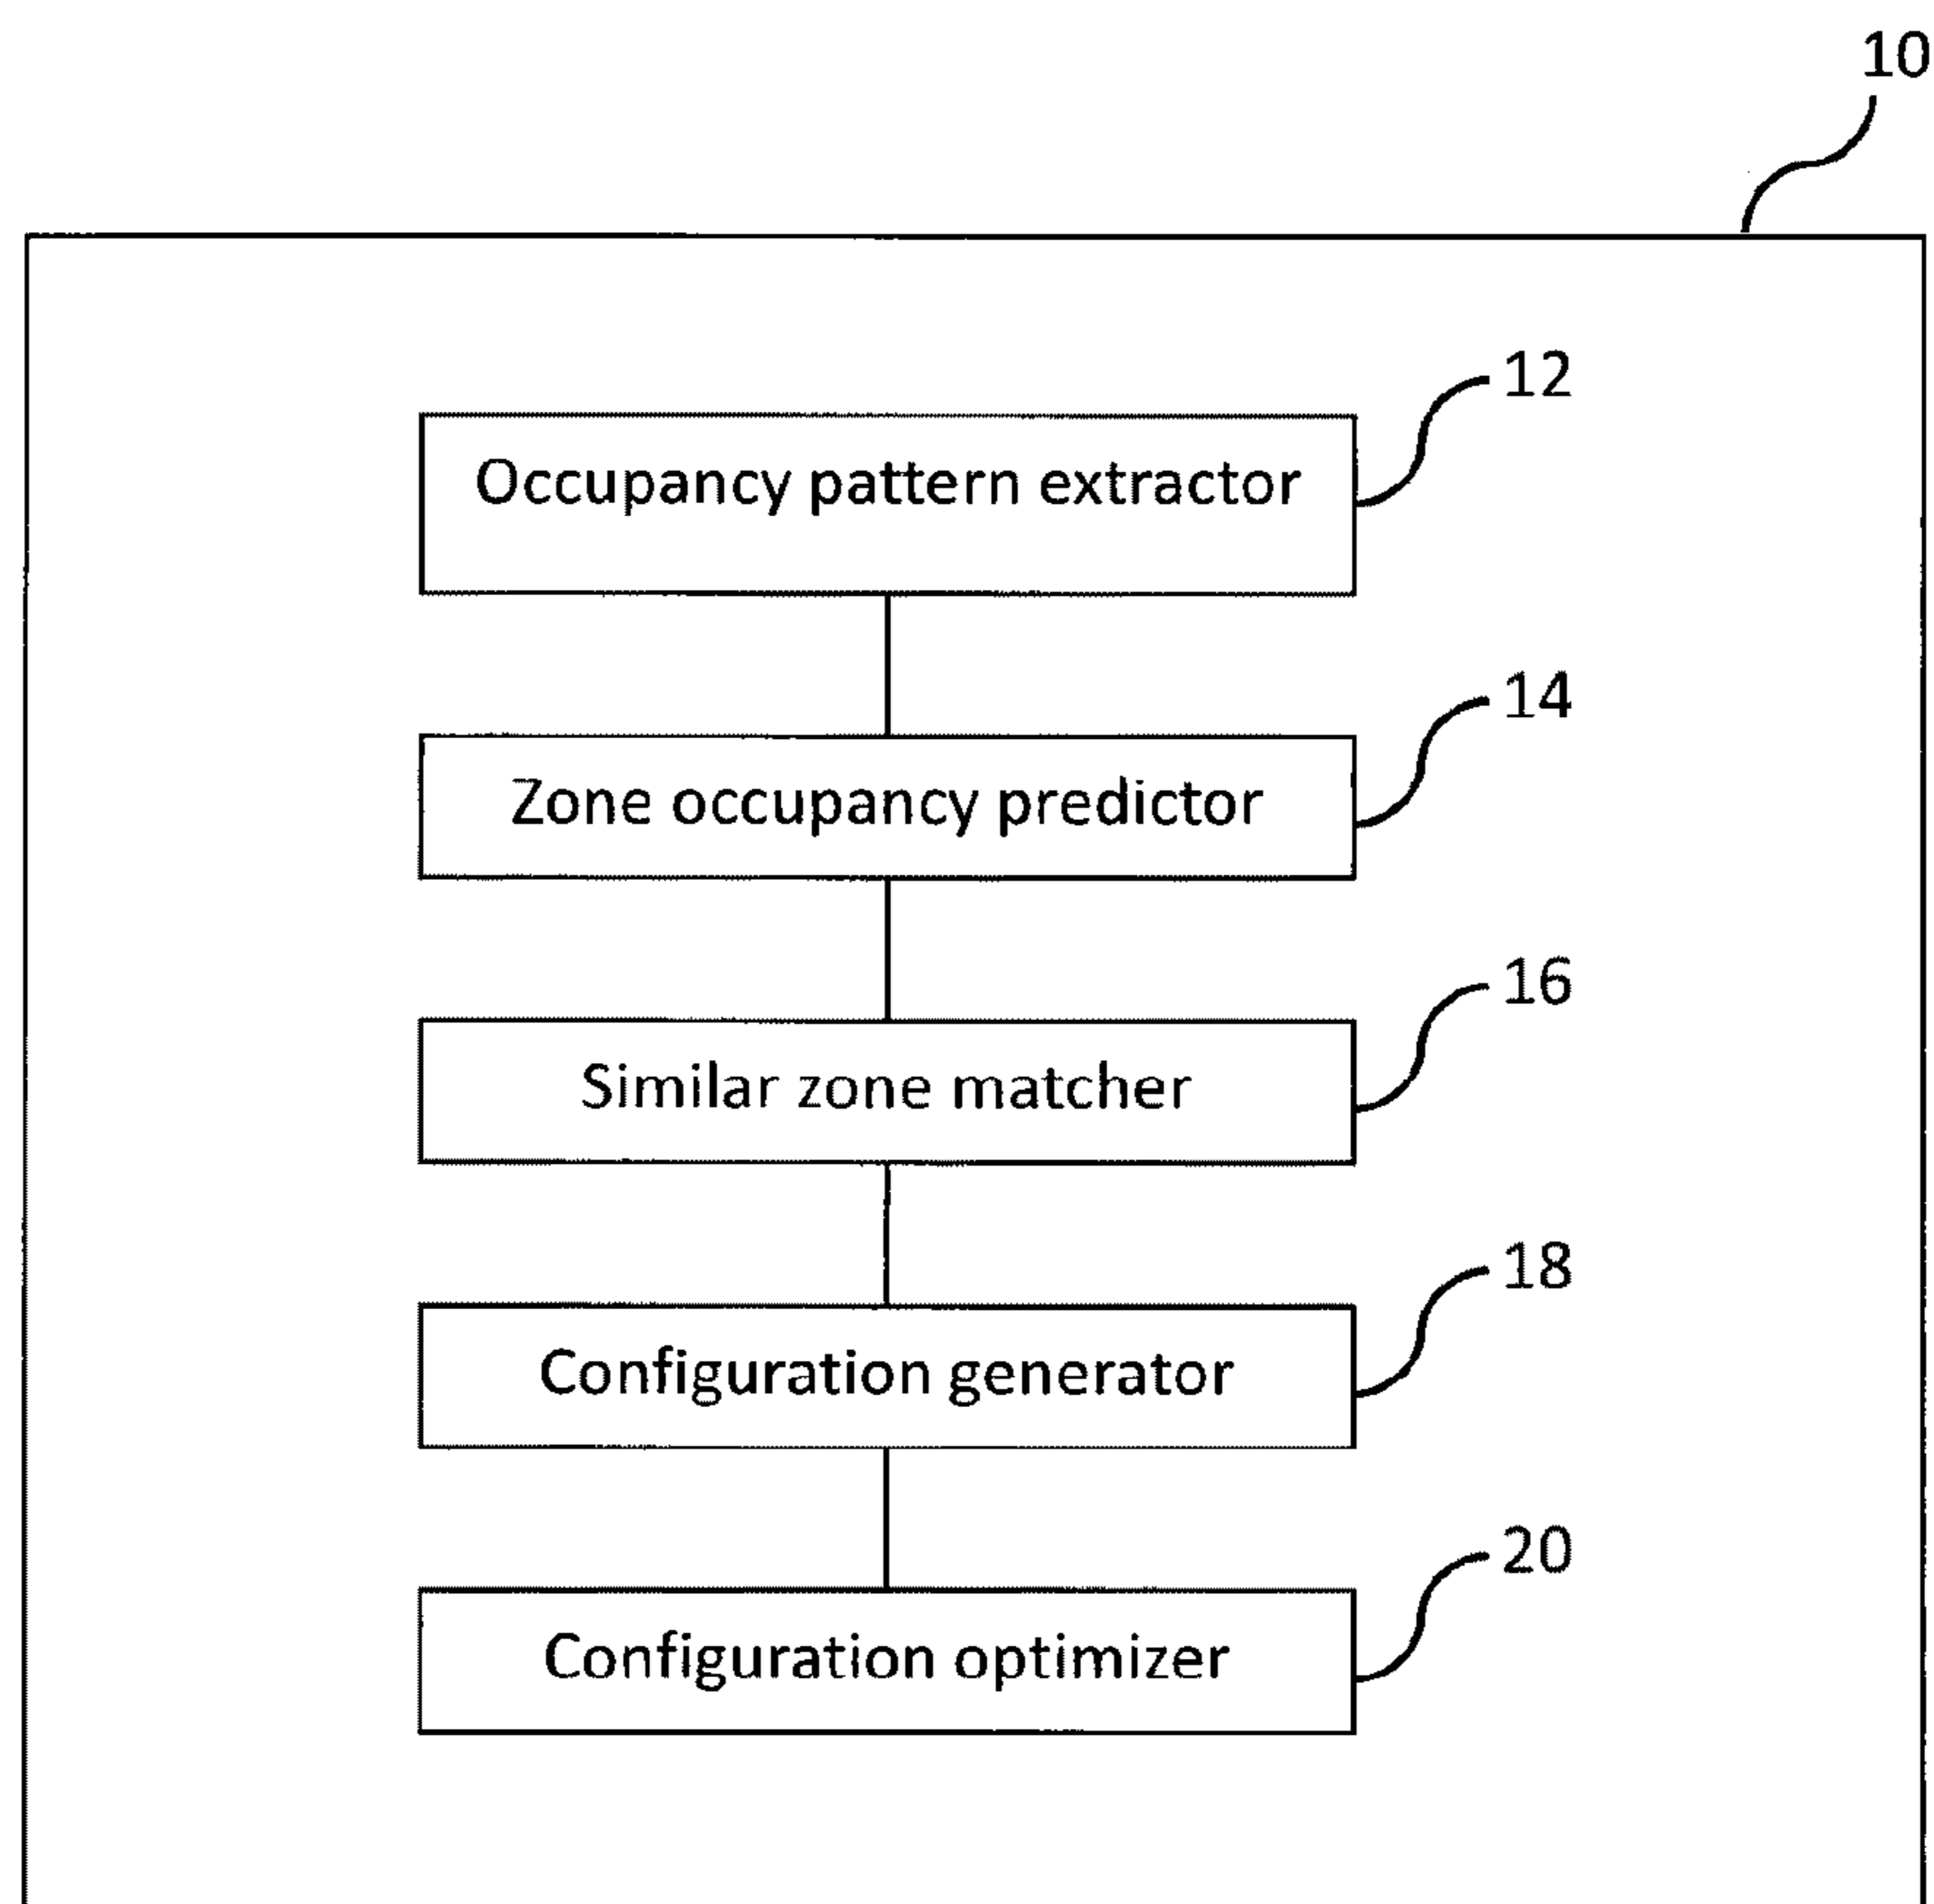 10
12
Occupancy pattern extractor
14
Zone occupancy predictor
16
Similar zone matcher
18
Configuration generator
20
Configuration optimizer